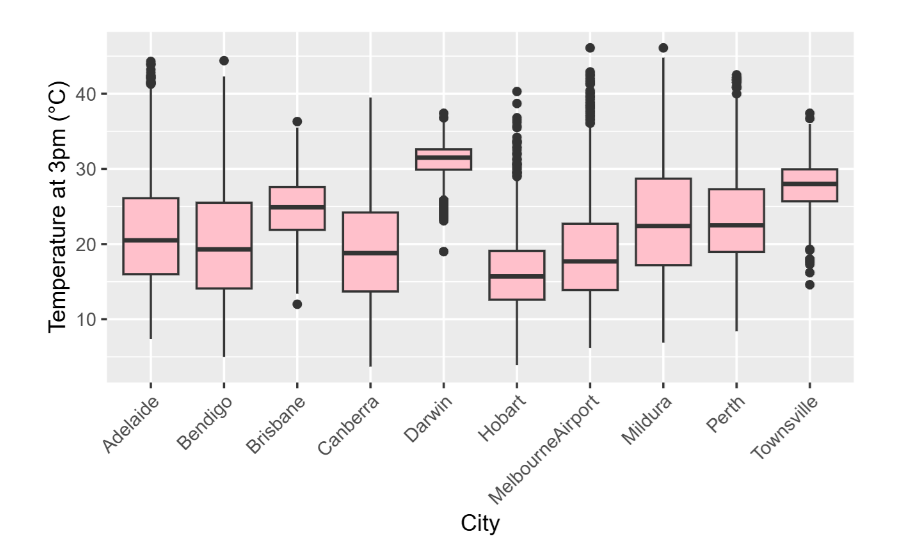 Temperature at 3pm (°C)
40
30
20
10
Adelaide
Bendigo
Brisbane
Canberra
Darwin
Hobart
MelbourneAirport
Mildura
Perth
Townsville
City